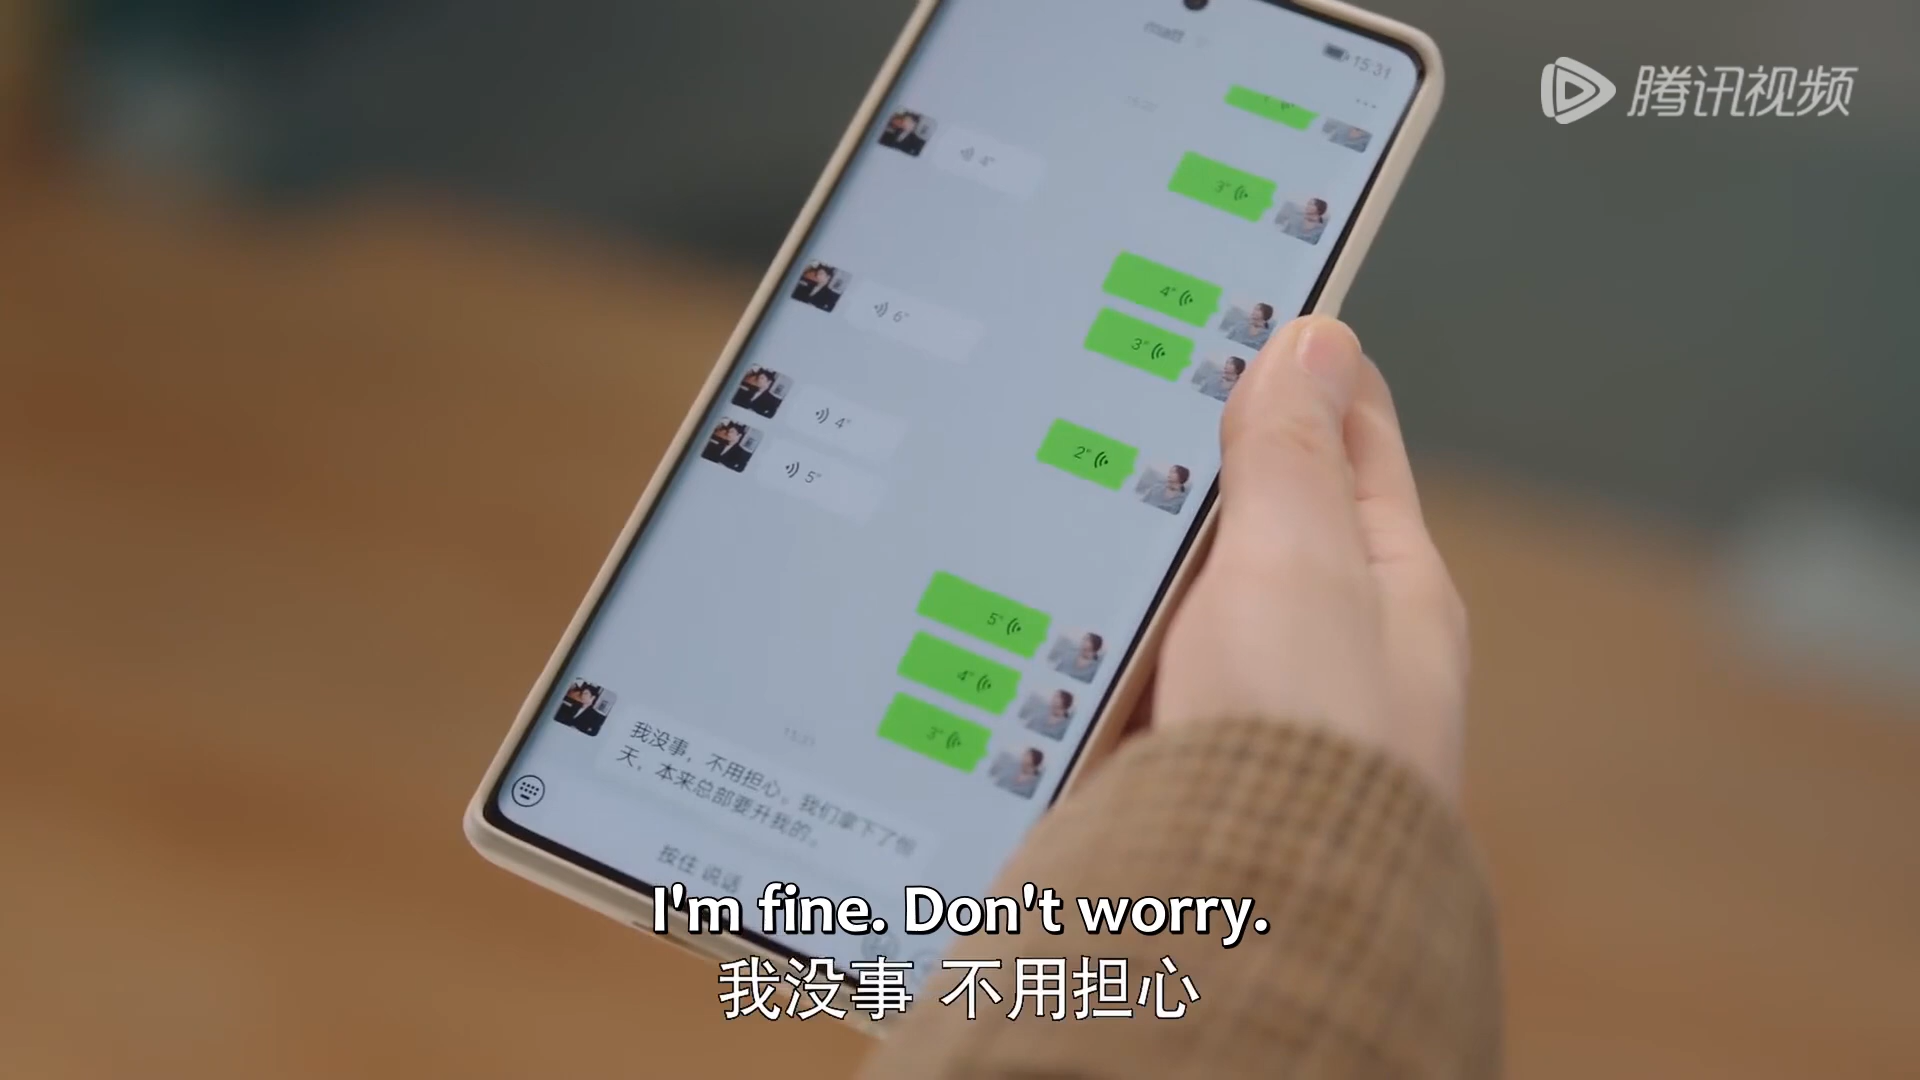 腾讯视频
15:31
4"
3"
4"
6"
3"
4"
2"
5"
5"
4"
3"
我没事，不用担心。我们拿下了恒
天，本来总部要升我的。
按住 说话
I'm fine. Don't worry.
我没事 不用担心